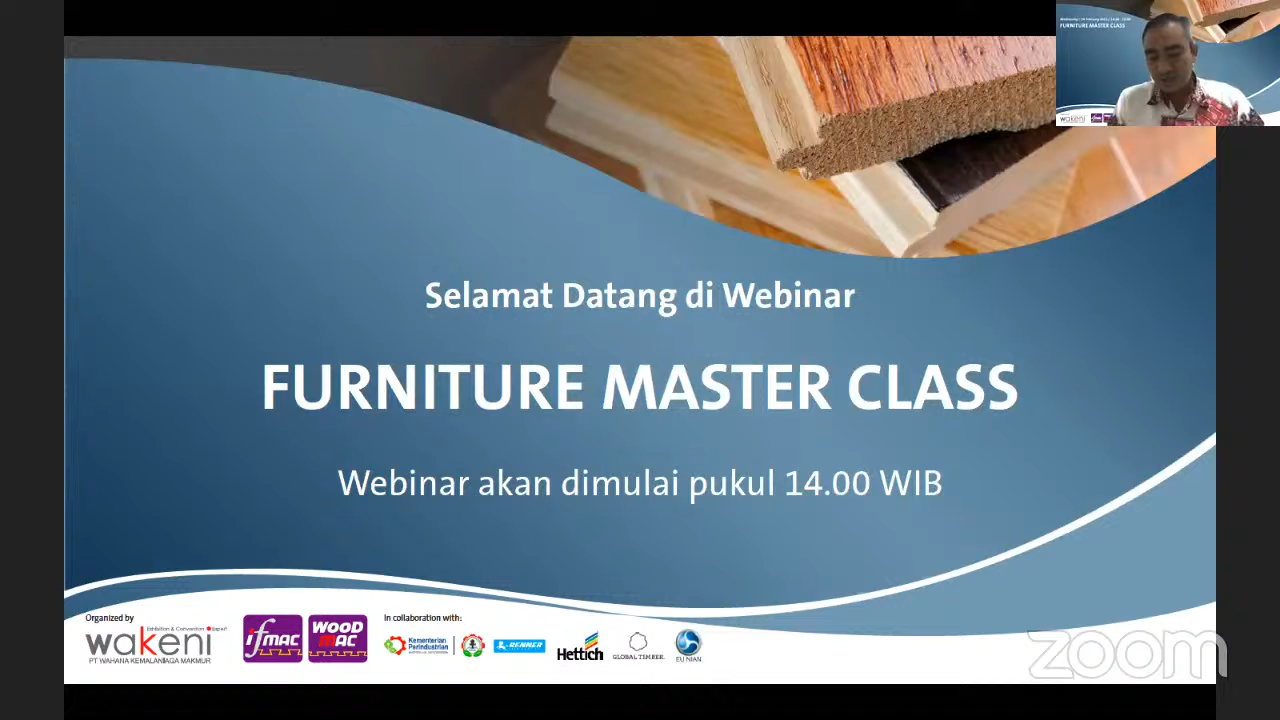 FURNITURE MASTER CLASS
Selamat Datang di Webinar
FURNITURE MASTER CLASS
Webinar akan dimulai pukul 14.00 WIB
Organized by
wakeni
PT WAHANA KEMALANIAGA MAKMUR
ifMAC
WOOD MAC
In collaboration with:
Kementerian
Perindustrian
RENNER
Hettich
GLOBAL TIMBER
EU NIAN
zoom